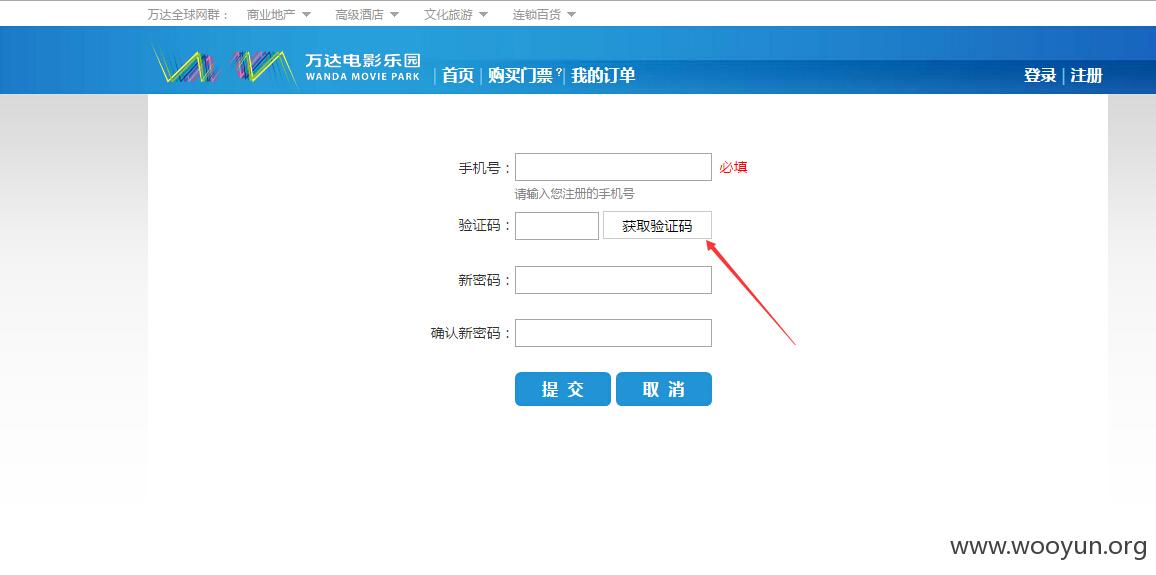 万达全球网群： 商业地产 高级酒店 文化旅游 连锁百货
万达电影乐园
WANDA MOVIE PARK
首页 | 购买门票? | 我的订单
登录 | 注册
手机号： 必填
请输入您注册的手机号
验证码： 获取验证码
新密码：
确认新密码：
提 交 取 消
www.wooyun.org